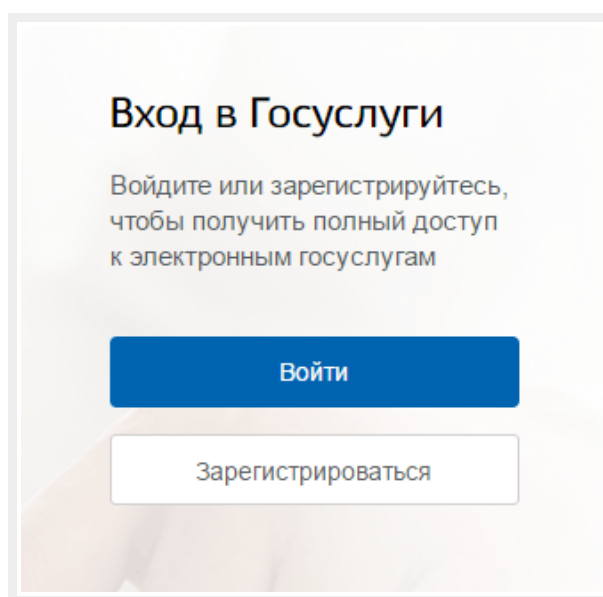 Вход в Госуслуги
Войдите или зарегистрируйтесь,
чтобы получить полный доступ
к электронным госуслугам
Войти
Зарегистрироваться